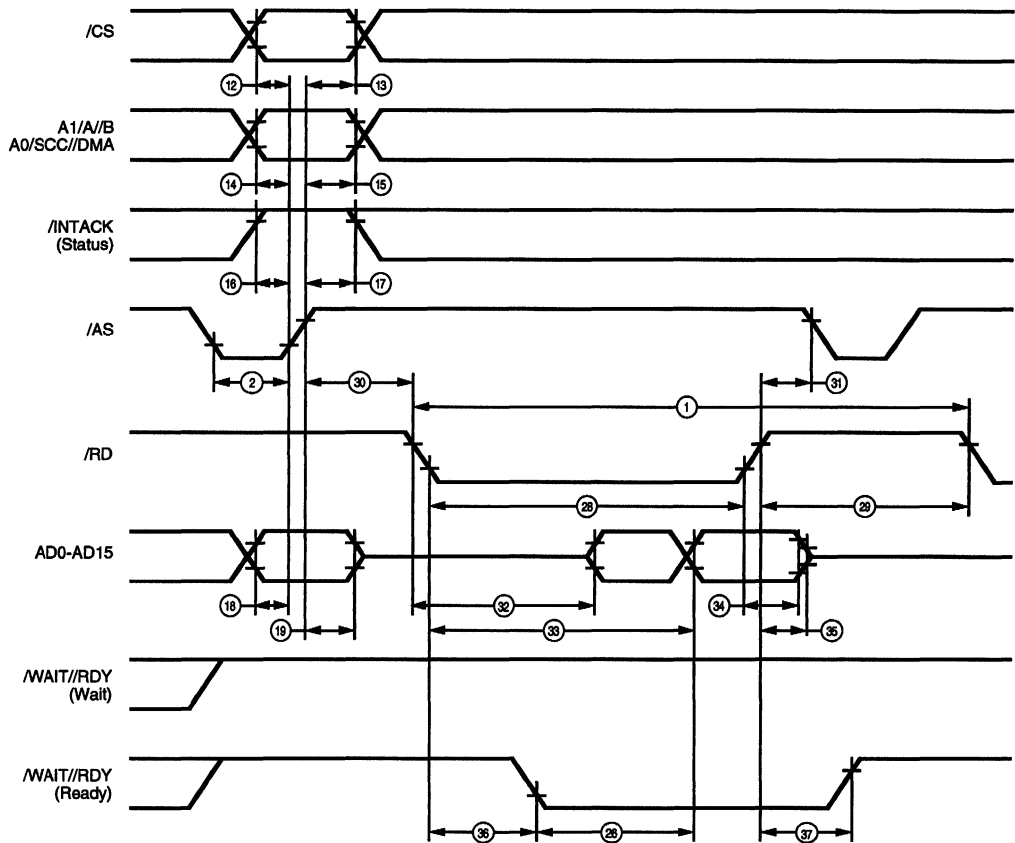 /CS
12
13
A1/A//B
A0/SCC//DMA
14
15
/INTACK
(Status)
16
17
/AS
2
30
31
1
/RD
28
29
AD0-AD15
18
32
34
19
33
35
/WAIT//RDY
(Wait)
/WAIT//RDY
(Ready)
36
26
37